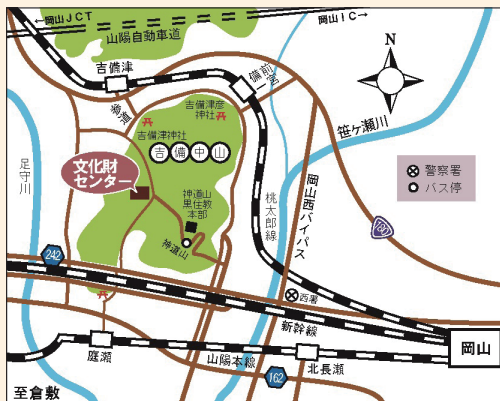 ←岡山JCT
岡山IC→
山陽自動車道
吉備津
備前一宮
N
参道
吉備津彦
神社
吉備津神社
笹ヶ瀬川
吉備中山
足守川
文化財
センター
警察署
バス停
神道山
黒住教
本部
桃太郎線
岡山西バイパス
180
神道山
242
西署
新幹線
岡山
庭瀬
山陽本線
北長瀬
162
至倉敷